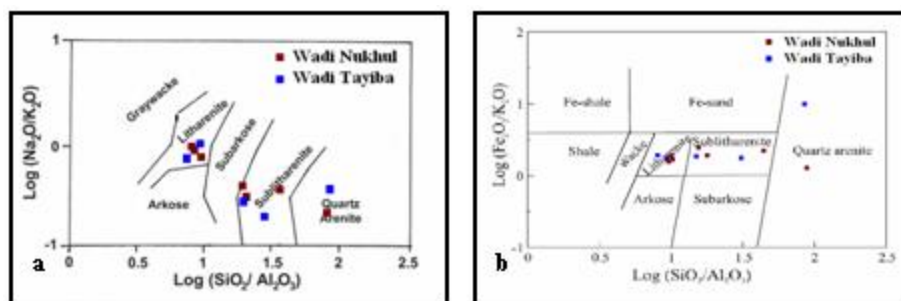 1
Wadi Nukhul
Wadi Tayiba
Graywacke
Litharenite
Subarkose
Sublitharenite
Arkose
Quartz
Arenite
Log (Na2O/K2O)
0
-1
0
0.5
1.0
1.5
2.0
2.5
a
Log (SiO2/ Al2O3)
2
Wadi Nukhul
Wadi Tayiba
Fe-shale
Fe-sand
1
Shale
Wacke
Litharenite
Sublitharenite
Quartz arenite
Log (Fe2O3/K2O)
0
Arkose
Subarkose
-1
0
0.5
1
1.5
2
2.5
b
Log (SiO2/Al2O3)